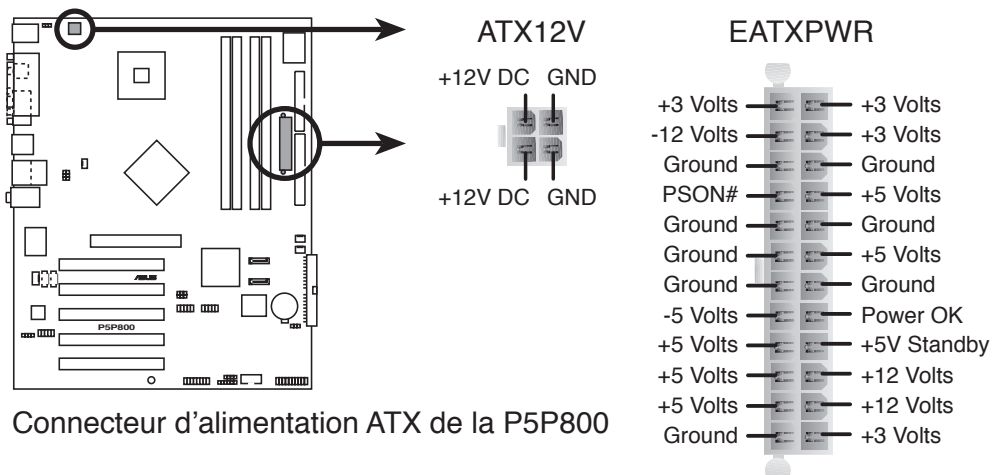 ATX12V
+12V DC GND
+12V DC GND
EATXPWR
+3 Volts +3 Volts
-12 Volts +3 Volts
Ground Ground
PSON# +5 Volts
Ground Ground
Ground +5 Volts
Ground Ground
-5 Volts Power OK
+5 Volts +5V Standby
+5 Volts +12 Volts
+5 Volts +12 Volts
Ground +3 Volts
ASUS
P5P800
Connecteur d’alimentation ATX de la P5P800